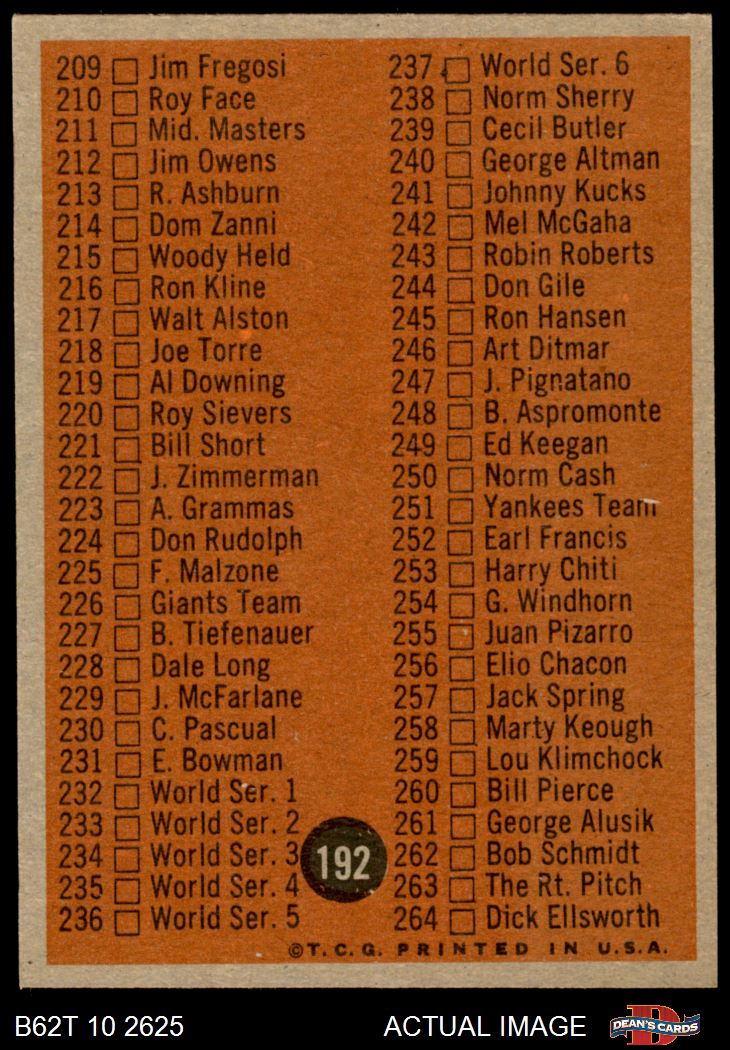 209 Jim Fregosi
210 Roy Face
211 Mid. Masters
212 Jim Owens
213 R. Ashburn
214 Dom Zanni
215 Woody Held
216 Ron Kline
217 Walt Alston
218 Joe Torre
219 Al Downing
220 Roy Sievers
221 Bill Short
222 J. Zimmerman
223 A. Grammas
224 Don Rudolph
225 F. Malzone
226 Giants Team
227 B. Tiefenauer
228 Dale Long
229 J. McFarlane
230 C. Pascual
231 E. Bowman
232 World Ser. 1
233 World Ser. 2
234 World Ser. 3
235 World Ser. 4
236 World Ser. 5
192
237 World Ser. 6
238 Norm Sherry
239 Cecil Butler
240 George Altman
241 Johnny Kucks
242 Mel McGaha
243 Robin Roberts
244 Don Gile
245 Ron Hansen
246 Art Ditmar
247 J. Pignatano
248 B. Aspromonte
249 Ed Keegan
250 Norm Cash
251 Yankees Team
252 Earl Francis
253 Harry Chiti
254 G. Windhorn
255 Juan Pizarro
256 Elio Chacon
257 Jack Spring
258 Marty Keough
259 Lou Klimchock
260 Bill Pierce
261 George Alusik
262 Bob Schmidt
263 The Rt. Pitch
264 Dick Ellsworth
©T.C.G. PRINTED IN U.S.A.
B62T 10 2625 ACTUAL IMAGE
B
DEAN'S CARDS